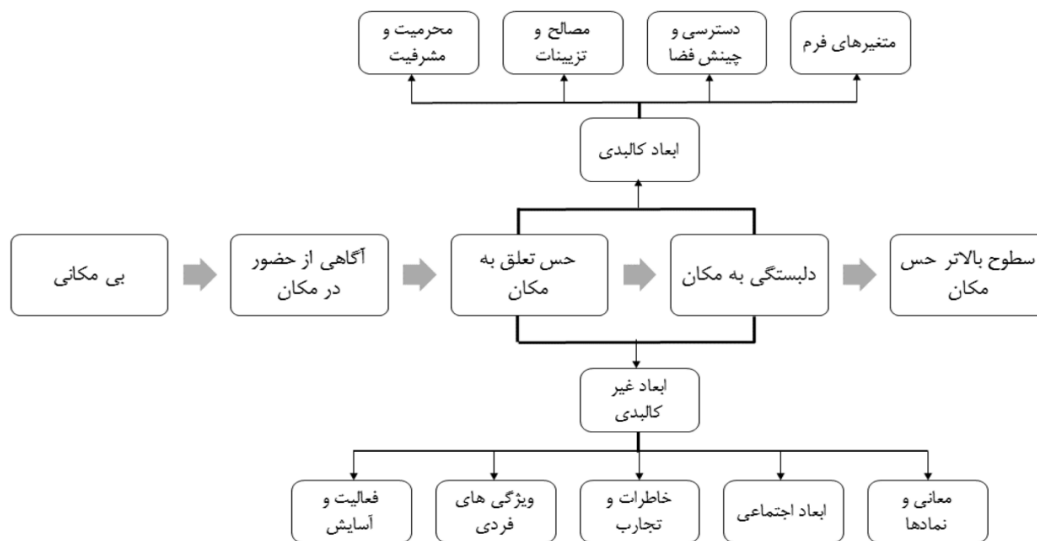 متغیرهای فرم
دسترسی و
چینش فضا
مصالح و
تزیینات
محرمیت و
مشرفیت
ابعاد کالبدی
بی مکانی
آگاهی از حضور
در مکان
حس تعلق به
مکان
دلبستگی به مکان
سطوح بالاتر حس
مکان
ابعاد غیر
کالبدی
معانی و
نمادها
ابعاد اجتماعی
خاطرات و
تجارب
ویژگی های
فردی
فعالیت و
آسایش